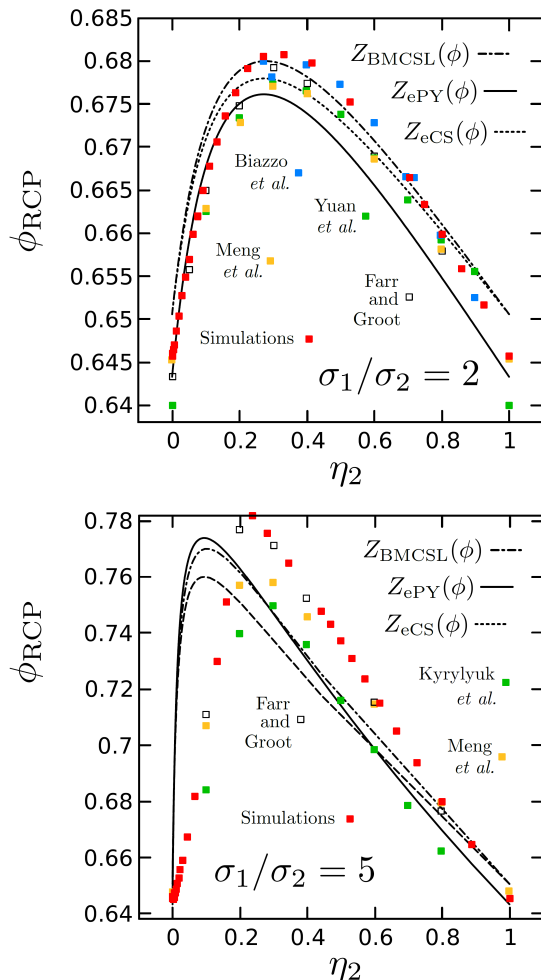 0.685
0.68
0.675
0.67
0.665
0.66
0.655
0.65
0.645
0.64
ϕ_RCP
Z_BMCSL(ϕ)
Z_ePY(ϕ)
Z_eCS(ϕ)
Biazzo
et al.
Yuan
et al.
Meng
et al.
Farr
and
Groot
Simulations
σ₁/σ₂ = 2
0 0.2 0.4 0.6 0.8 1
η₂
0.78
0.76
0.74
0.72
0.7
0.68
0.66
0.64
ϕ_RCP
Z_BMCSL(ϕ)
Z_ePY(ϕ)
Z_eCS(ϕ)
Kyrylyuk
et al.
Farr
and
Groot
Meng
et al.
Simulations
σ₁/σ₂ = 5
0 0.2 0.4 0.6 0.8 1
η₂